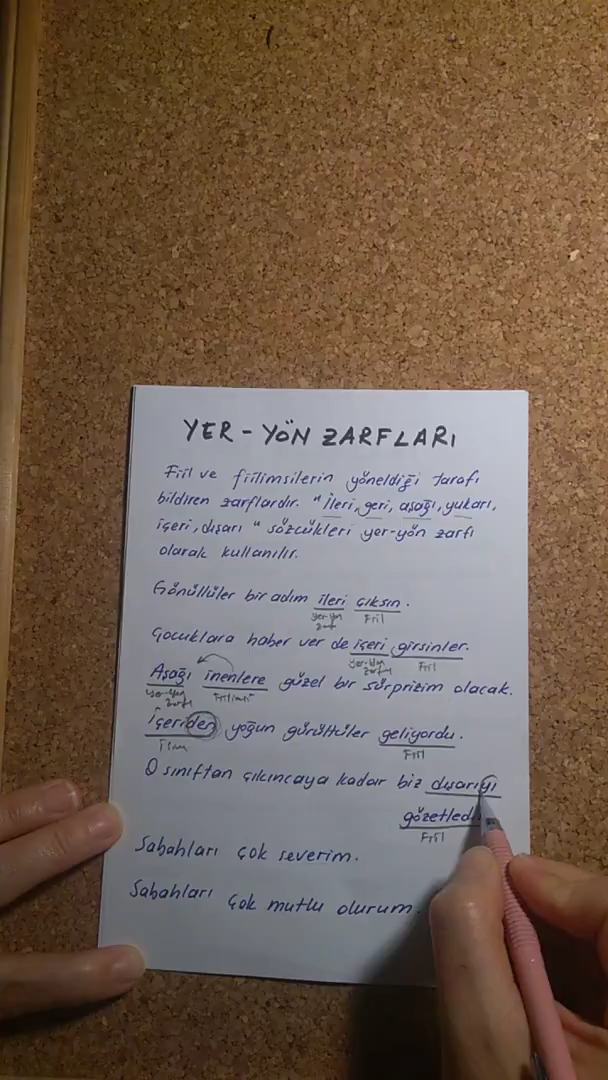 YER-YÖN ZARFLARI
Fiil ve fiilimsilerin yöneldiği tarafı
bildiren zarflardır. "İleri, geri, aşağı, yukarı,
içeri, dışarı" sözcükleri yer-yön zarfı
olarak kullanılır.
Gönüllüler bir adım ileri çıksın.
yer-yön zarfı Fiil
Çocuklara haber ver de içeri girsinler.
yer-yön zarfı Fiil
Aşağı inenlere güzel bir sürprizim olacak.
yer-yön zarfı Fiilimsi
İçeriden yoğun gürültüler geliyordu.
İsim Fiil
O sınıftan çıkıncaya kadar biz dışarıyı
Fiil
Sabahları çok severim.
Sabahları çok mutlu olurum.